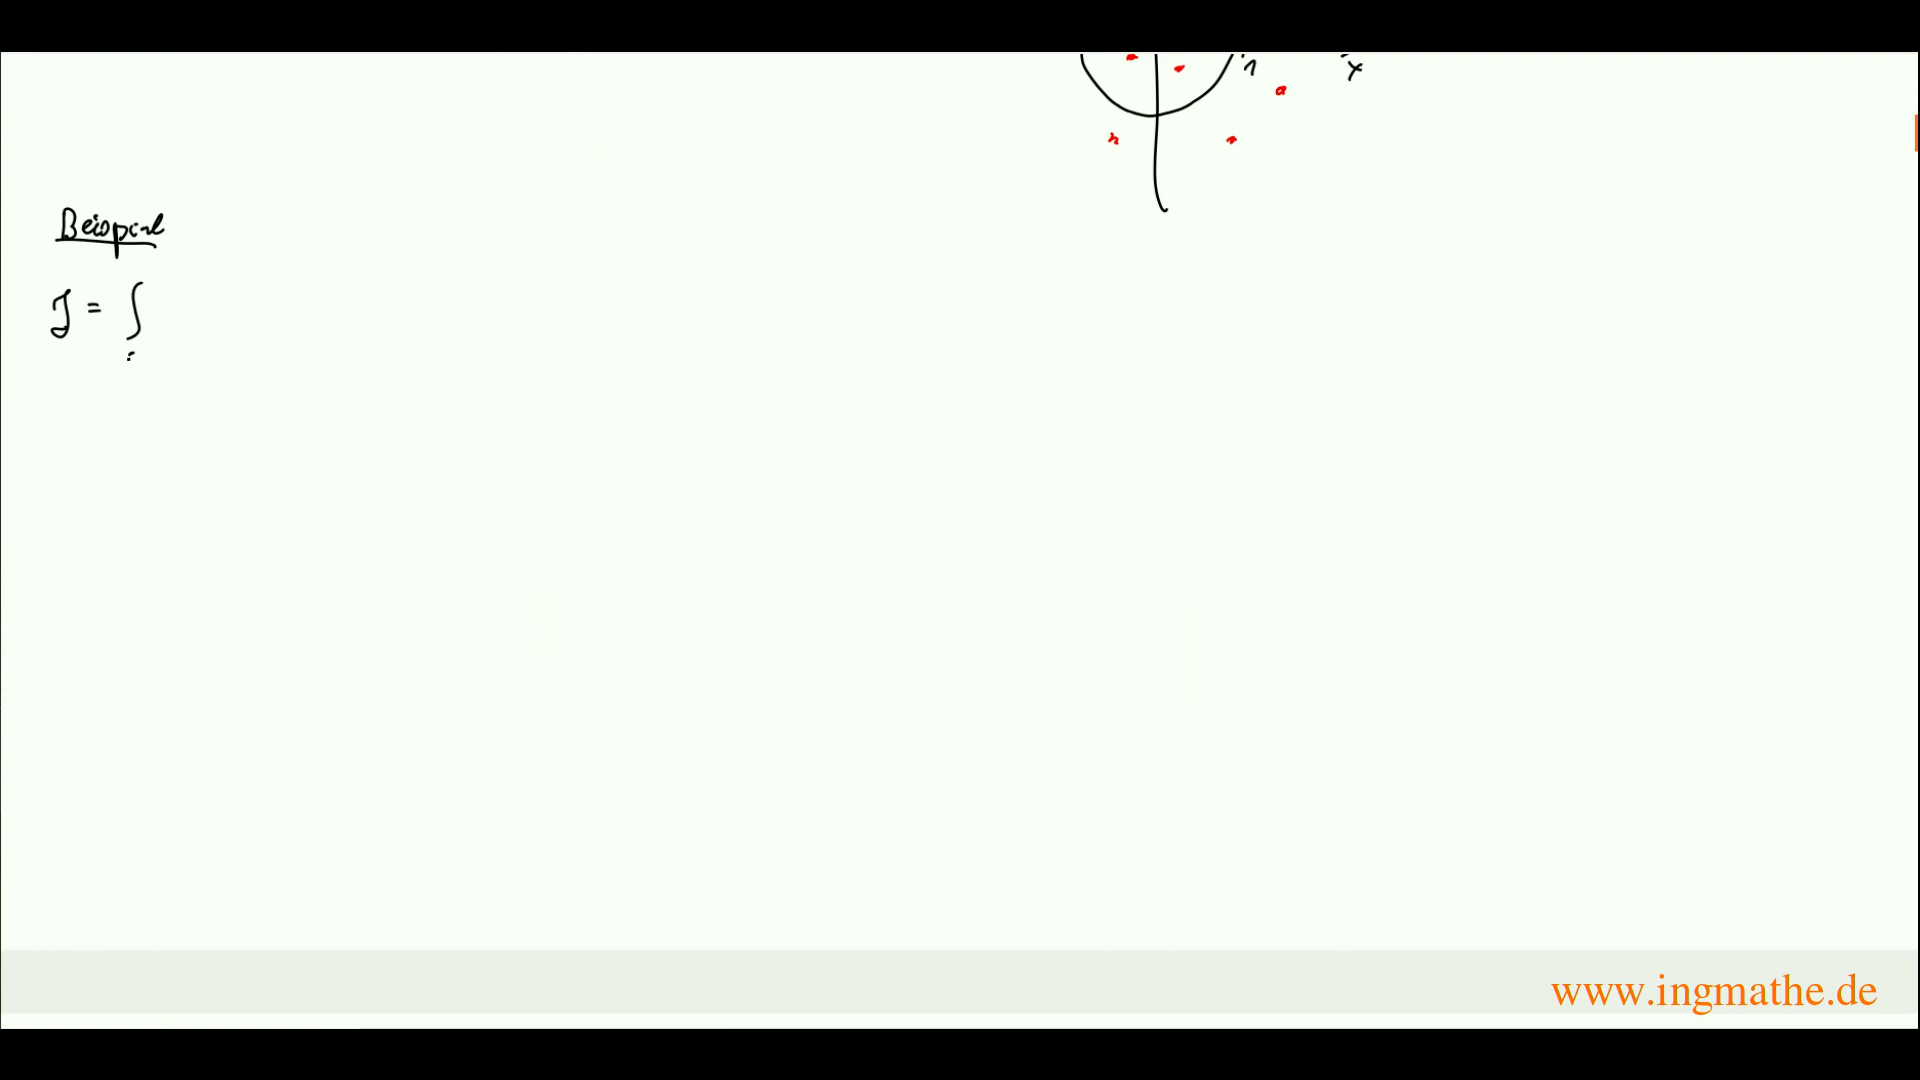 1 x
Beispiel
J = ∫
www.ingmathe.de